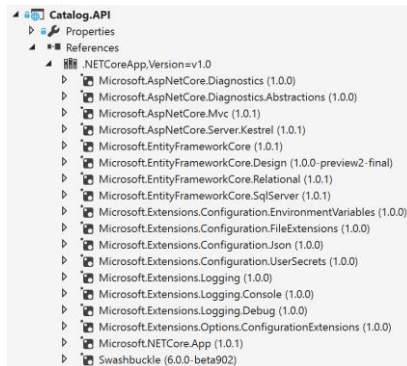 Catalog.API
Properties
References
.NETCoreApp,Version=v1.0
Microsoft.AspNetCore.Diagnostics (1.0.0)
Microsoft.AspNetCore.Diagnostics.Abstractions (1.0.0)
Microsoft.AspNetCore.Mvc (1.0.1)
Microsoft.AspNetCore.Server.Kestrel (1.0.1)
Microsoft.EntityFrameworkCore (1.0.1)
Microsoft.EntityFrameworkCore.Design (1.0.0-preview2-final)
Microsoft.EntityFrameworkCore.Relational (1.0.1)
Microsoft.EntityFrameworkCore.SqlServer (1.0.1)
Microsoft.Extensions.Configuration.EnvironmentVariables (1.0.0)
Microsoft.Extensions.Configuration.FileExtensions (1.0.0)
Microsoft.Extensions.Configuration.Json (1.0.0)
Microsoft.Extensions.Configuration.UserSecrets (1.0.0)
Microsoft.Extensions.Logging (1.0.0)
Microsoft.Extensions.Logging.Console (1.0.0)
Microsoft.Extensions.Logging.Debug (1.0.0)
Microsoft.Extensions.Options.ConfigurationExtensions (1.0.0)
Microsoft.NETCore.App (1.0.1)
Swashbuckle (6.0.0-beta902)